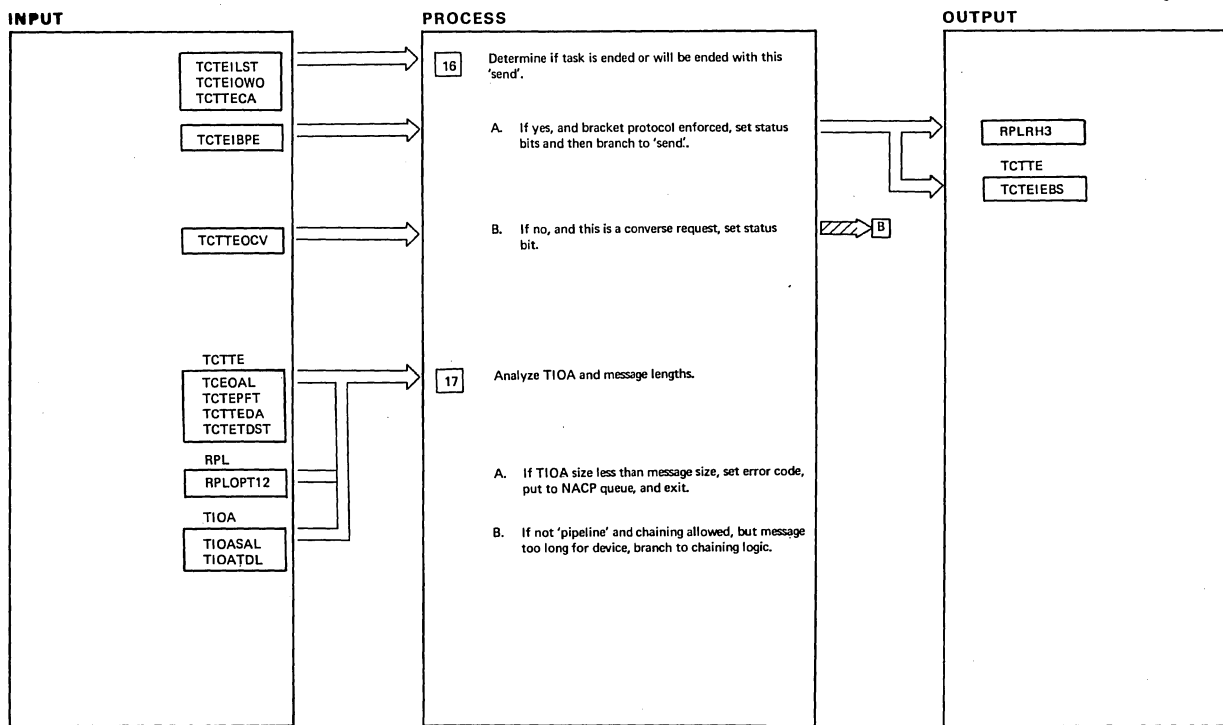 INPUT
PROCESS
OUTPUT
TCTEILST
TCTEIOWO
TCTTECA
16
Determine if task is ended or will be ended with this
'send'.
TCTEIBPE
A. If yes, and bracket protocol enforced, set status
bits and then branch to 'send'.
RPLRH3
TCTTE
TCTEIEBS
TCTTEOCV
B. If no, and this is a converse request, set status
bit.
B
TCTTE
TCEOAL
TCTEPFT
TCTTEDA
TCTETDST
17
Analyze TIOA and message lengths.
RPL
RPLOPT12
A. If TIOA size less than message size, set error code,
put to NACP queue, and exit.
TIOA
TIOASAL
TIOATDL
B. If not 'pipeline' and chaining allowed, but message
too long for device, branch to chaining logic.